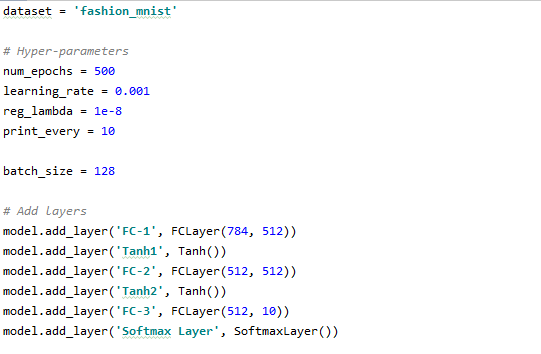 dataset = 'fashion_mnist'
# Hyper-parameters
num_epochs = 500
learning_rate = 0.001
reg_lambda = 1e-8
print_every = 10
batch_size = 128
# Add layers
model.add_layer('FC-1', FCLayer(784, 512))
model.add_layer('Tanh1', Tanh())
model.add_layer('FC-2', FCLayer(512, 512))
model.add_layer('Tanh2', Tanh())
model.add_layer('FC-3', FCLayer(512, 10))
model.add_layer('Softmax Layer', SoftmaxLayer())